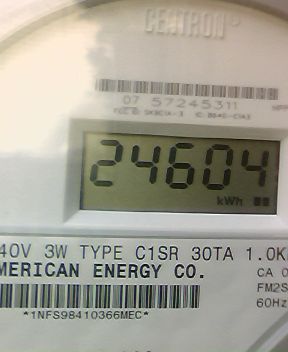 CENTRON
07 57245311
24604
kWh
40V 3W TYPE C1SR 30TA 1.0K
MERICAN ENERGY CO.
CA 0
FM2S
60Hz
*1NFS98410366MEC*